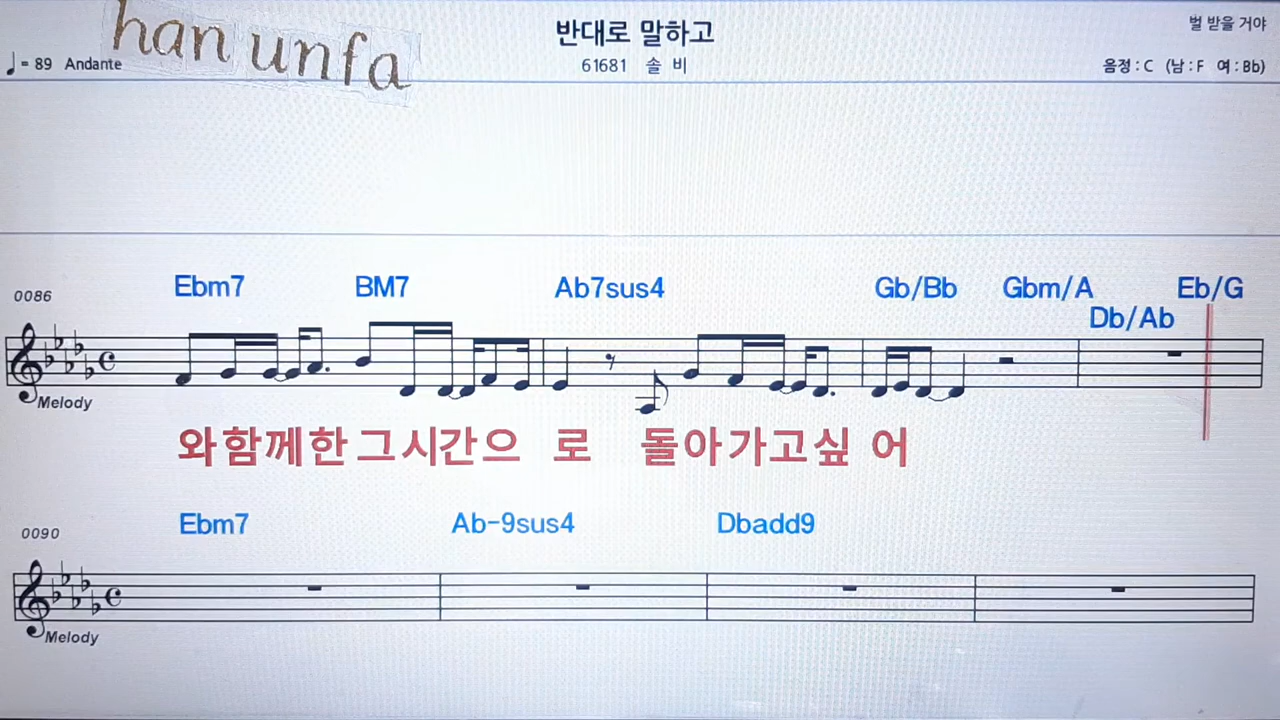 han unfa
반대로 말하고
벌 받을 거야
♩= 89 Andante
61681 솔 비
음정 : C (남 : F 여 : Bb)
0086
Ebm7 BM7 Ab7sus4 Gb/Bb Gbm/A Db/Ab Eb/G
Melody
와함께한그시간으 로 돌아가고싶 어
0090
Ebm7 Ab-9sus4 Dbadd9
Melody